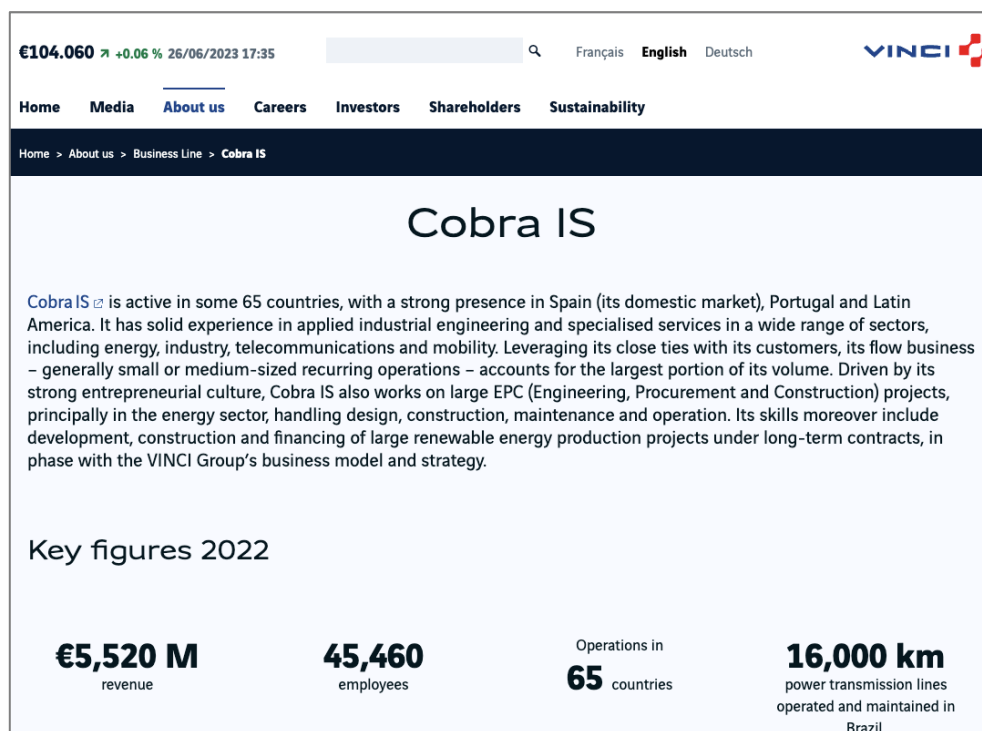 €104.060 ↗ +0.06 % 26/06/2023 17:35
Français English Deutsch
VINCI
Home Media About us Careers Investors Shareholders Sustainability
Home > About us > Business Line > Cobra IS
Cobra IS
Cobra IS is active in some 65 countries, with a strong presence in Spain (its domestic market), Portugal and Latin
America. It has solid experience in applied industrial engineering and specialised services in a wide range of sectors,
including energy, industry, telecommunications and mobility. Leveraging its close ties with its customers, its flow business
– generally small or medium-sized recurring operations – accounts for the largest portion of its volume. Driven by its
strong entrepreneurial culture, Cobra IS also works on large EPC (Engineering, Procurement and Construction) projects,
principally in the energy sector, handling design, construction, maintenance and operation. Its skills moreover include
development, construction and financing of large renewable energy production projects under long-term contracts, in
phase with the VINCI Group's business model and strategy.
Key figures 2022
€5,520 M
revenue
45,460
employees
Operations in
65 countries
16,000 km
power transmission lines
operated and maintained in
Brazil